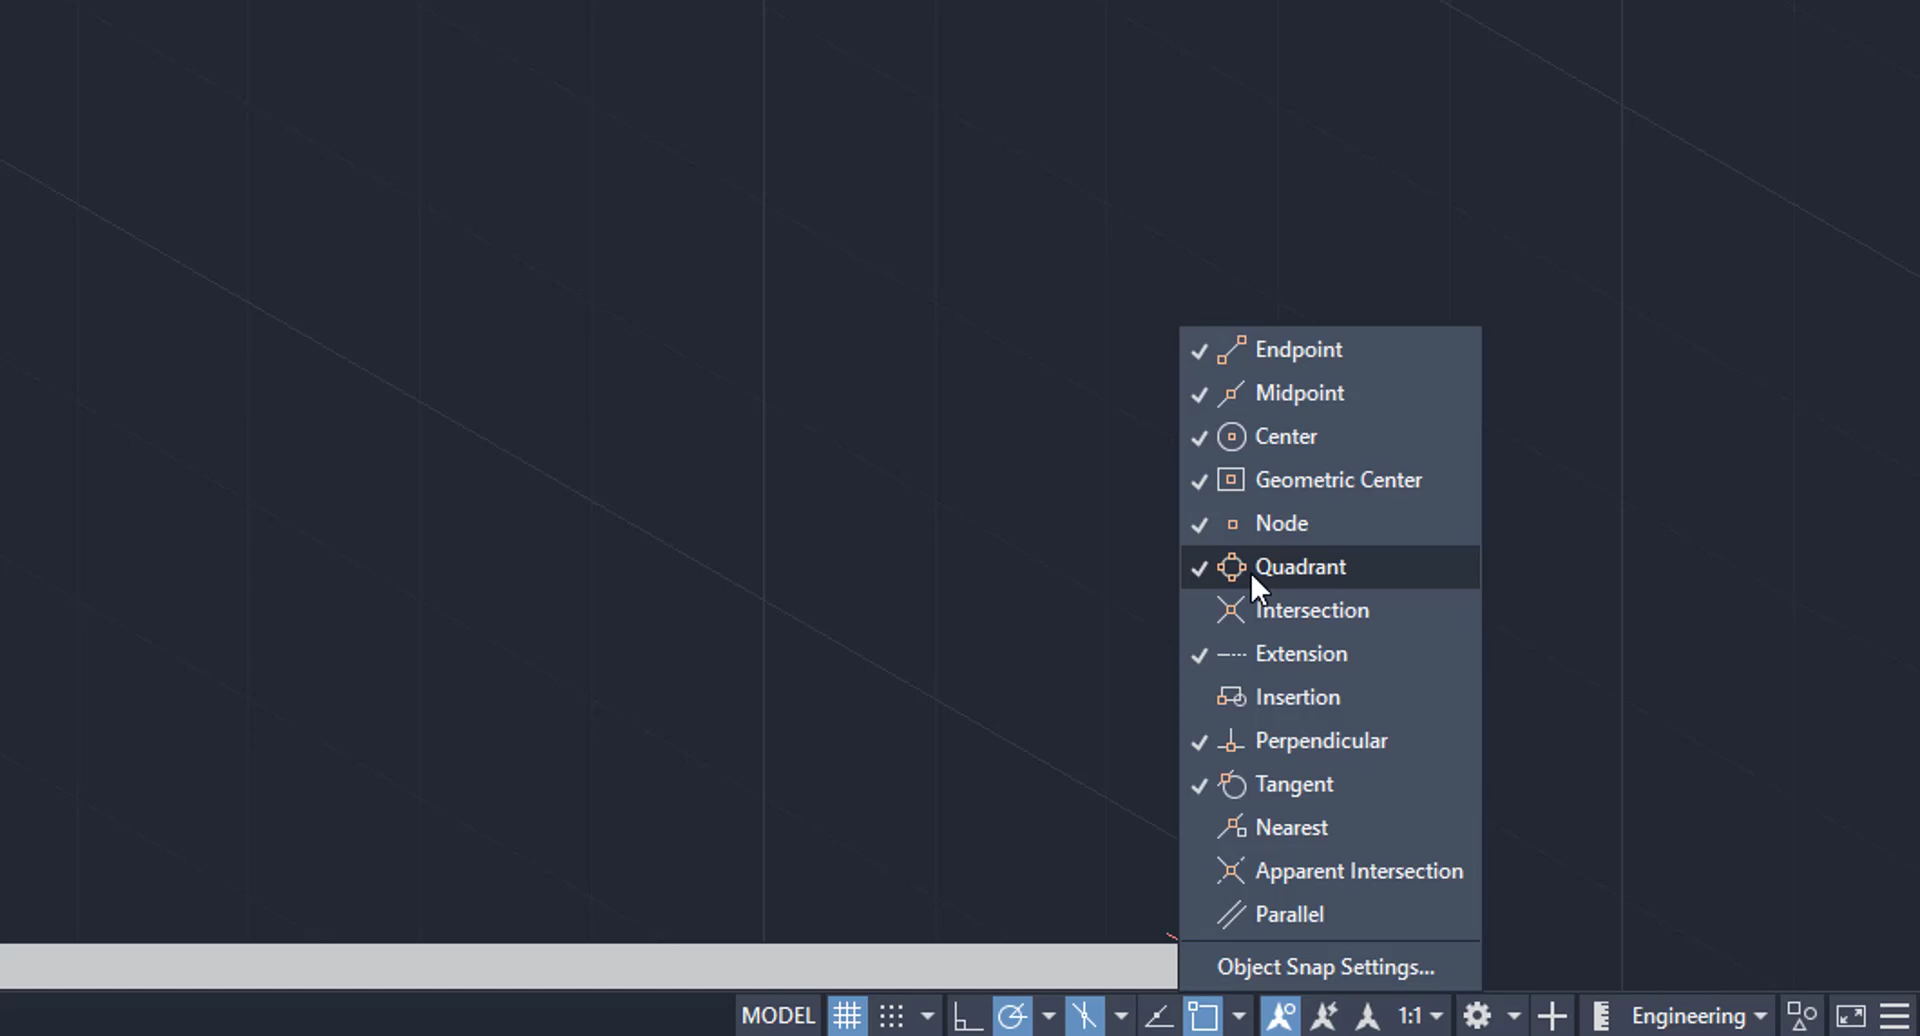 Endpoint
Midpoint
Center
Geometric Center
Node
Quadrant
Intersection
Extension
Insertion
Perpendicular
Tangent
Nearest
Apparent Intersection
Parallel
Object Snap Settings...
MODEL 1:1 Engineering